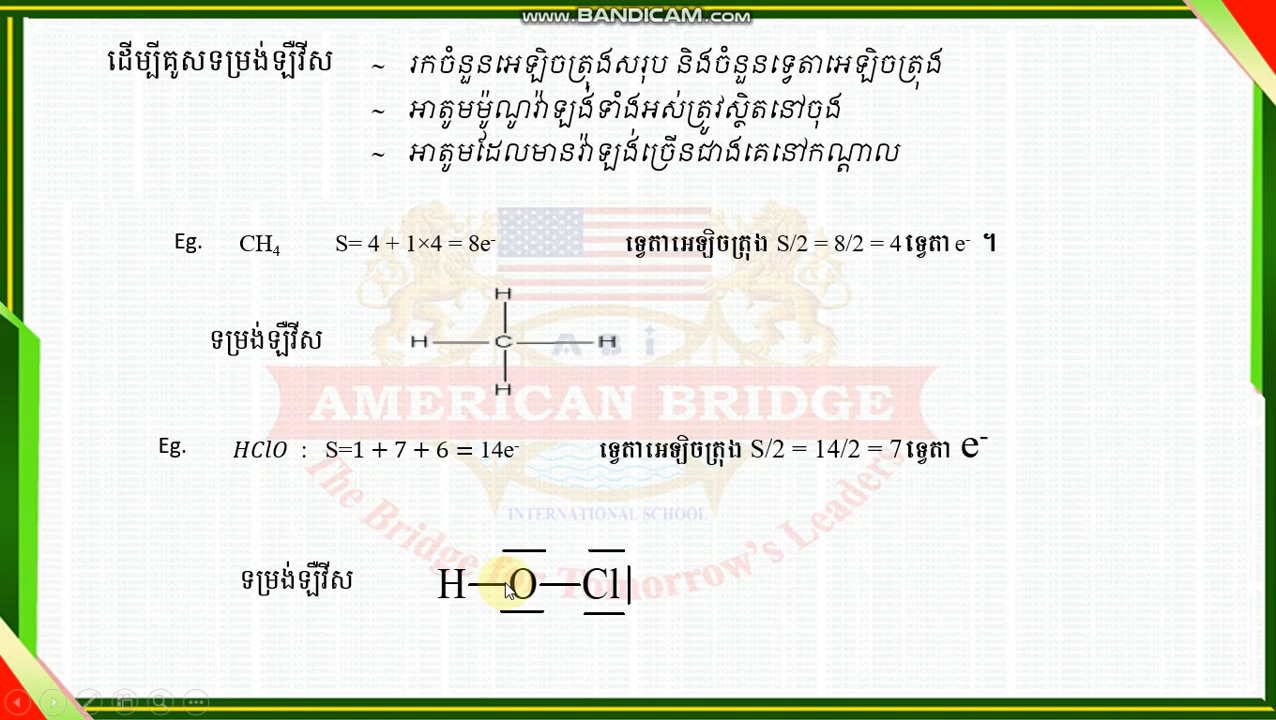 www.BANDICAM.com
ដើម្បីគូសទម្រង់ឡឺវីស ~ រកចំនួនអេឡិចត្រុងសរុប និងចំនួនទ្វេតាអេឡិចត្រុង
~ អាតូមម៉ូណូវ៉ាឡង់ទាំងអស់ត្រូវស្ថិតនៅចុង
~ អាតូមដែលមានវ៉ាឡង់ច្រើនជាងគេនៅកណ្ដាល
Eg. CH₄ S= 4 + 1×4 = 8e⁻ ទ្វេតាអេឡិចត្រុង S/2 = 8/2 = 4 ទ្វេតា e⁻ ។
H
ទម្រង់ឡឺវីស H C H
H
A B i
AMERICAN BRIDGE
Eg. HClO : S=1 + 7 + 6 = 14e⁻ ទ្វេតាអេឡិចត្រុង S/2 = 14/2 = 7 ទ្វេតា e⁻
INTERNATIONAL SCHOOL
The Bridge for Tomorrow's Leaders
ទម្រង់ឡឺវីស H—O—Cl|